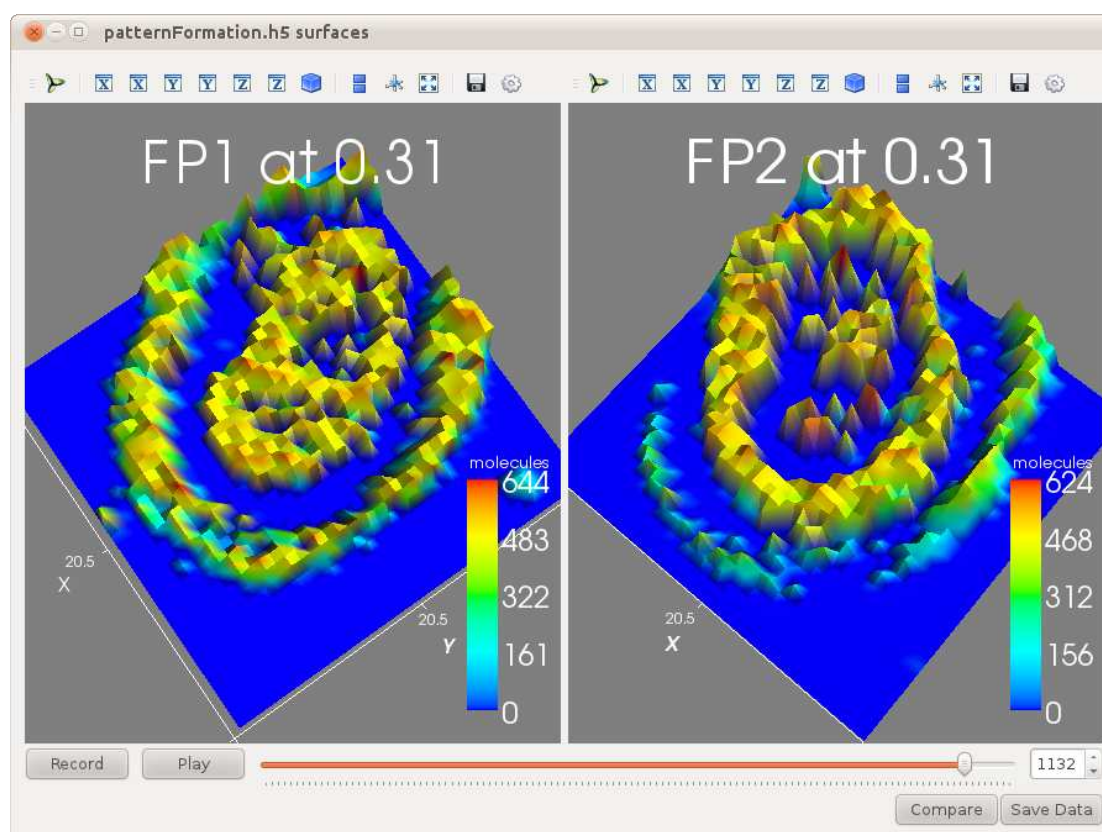 patternFormation.h5 surfaces
X X Y Y Z Z X X Y Y Z Z
FP1 at 0.31
FP2 at 0.31
molecules
644
483
322
161
0
20.5
X
20.5
Y
molecules
624
468
312
156
0
20.5
X
Record Play 1132
Compare Save Data